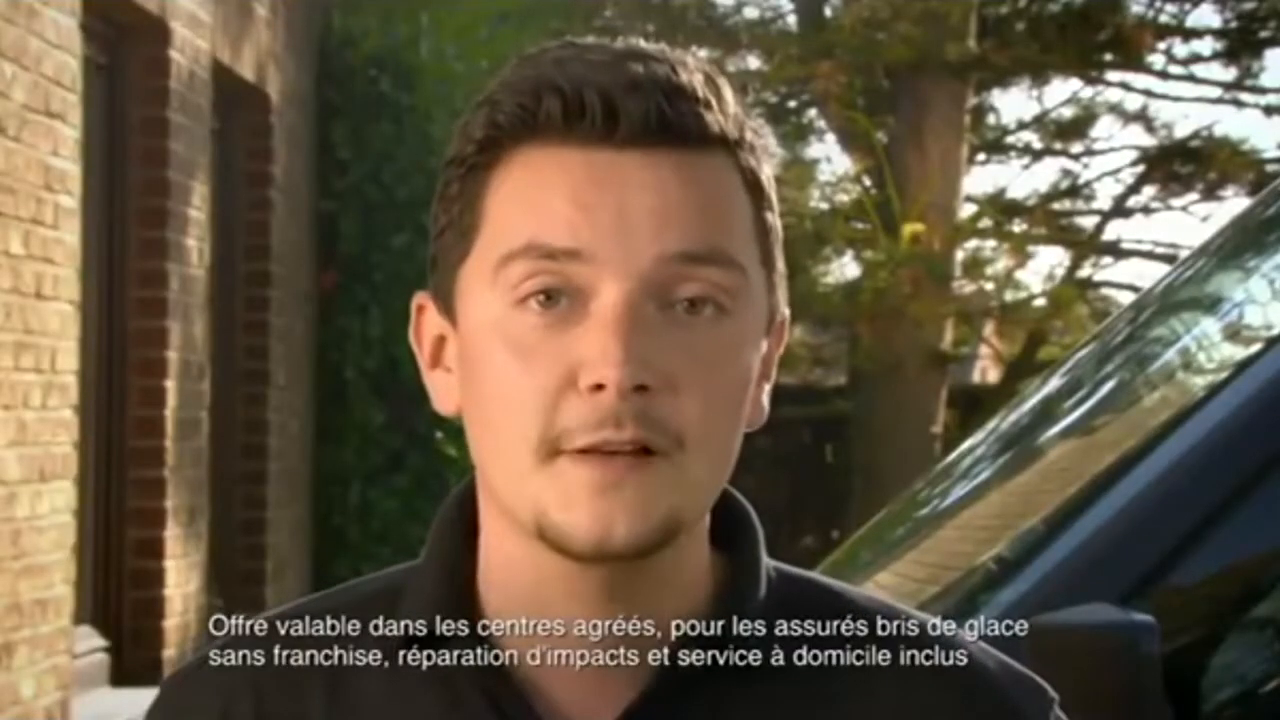 Offre valable dans les centres agréés, pour les assurés bris de glace
sans franchise, réparation d'impacts et service à domicile inclus